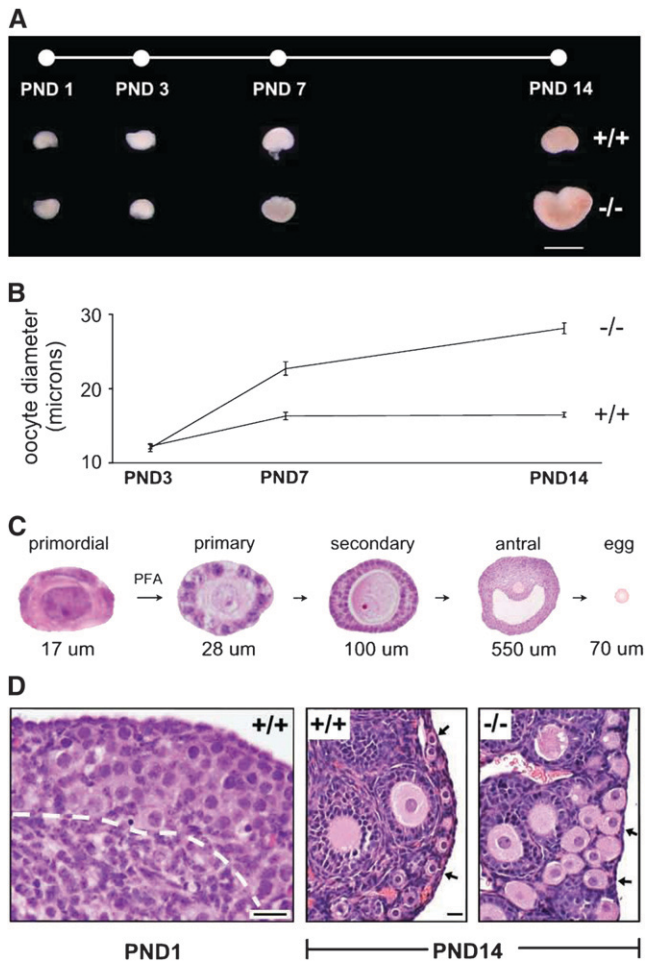 A
PND 1 PND 3 PND 7 PND 14
+/+
-/-
B
oocyte diameter
(microns)
30
20
10
-/-
+/+
PND3 PND7 PND14
C
primordial primary secondary antral egg
PFA
17 um 28 um 100 um 550 um 70 um
D
+/+ +/+ -/-
PND1 PND14